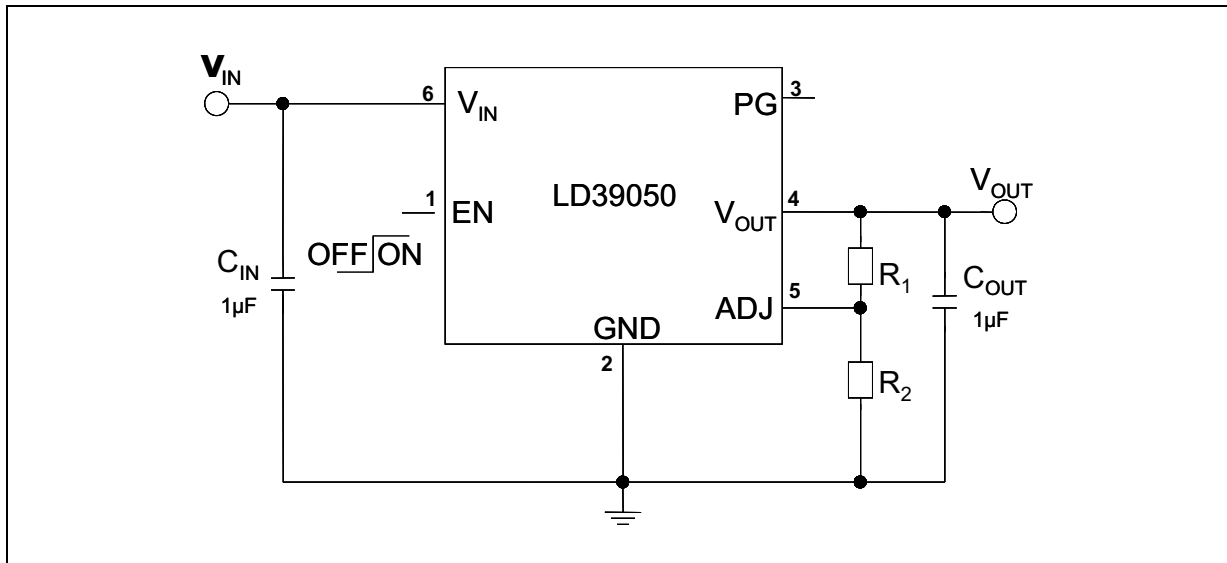 V_IN
6
V_IN
PG
3
LD39050
1
EN
OFF ON
V_OUT
4
V_OUT
C_IN
1µF
R_1
C_OUT
1µF
ADJ
5
GND
2
R_2